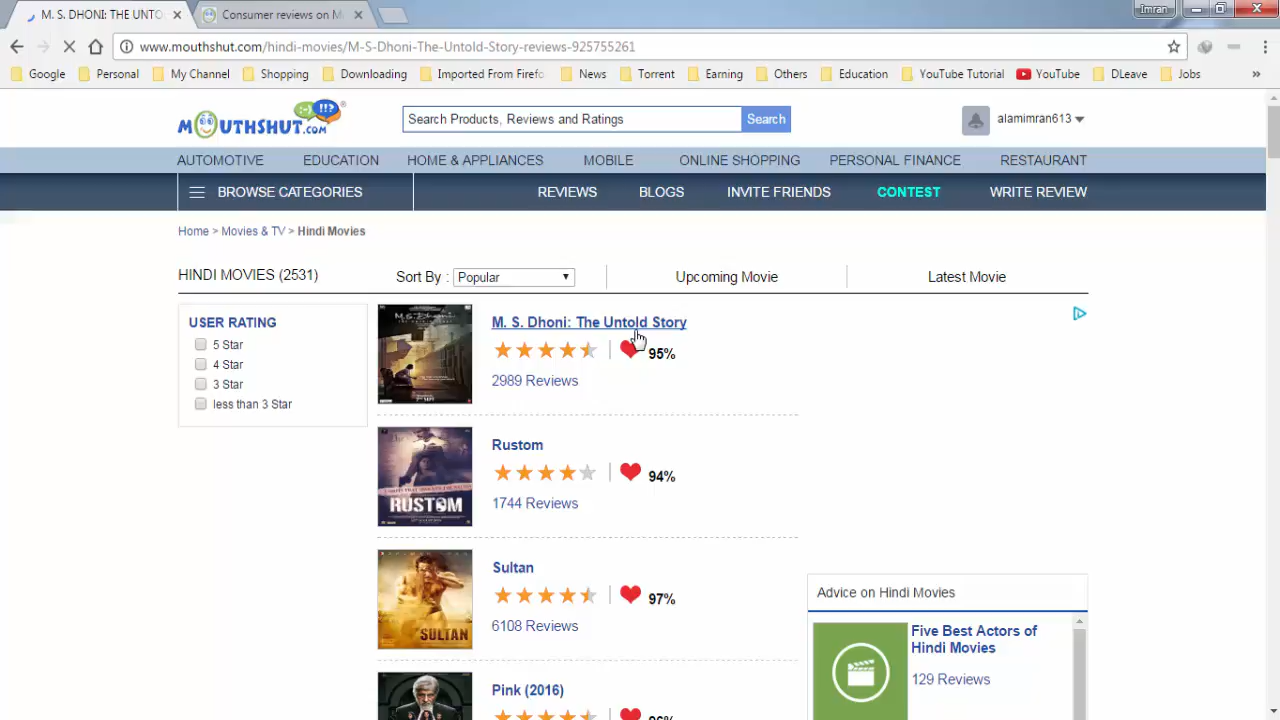 M. S. DHONI: THE UNTO
Consumer reviews on M
Imran
www.mouthshut.com/hindi-movies/M-S-Dhoni-The-Untold-Story-reviews-925755261
Google Personal My Channel Shopping Downloading Imported From Firefo News Torrent Earning Others Education YouTube Tutorial YouTube DLeave Jobs »
MOUTHSHUT.COM
Search Products, Reviews and Ratings Search
alamimran613
AUTOMOTIVE EDUCATION HOME & APPLIANCES MOBILE ONLINE SHOPPING PERSONAL FINANCE RESTAURANT
BROWSE CATEGORIES REVIEWS BLOGS INVITE FRIENDS CONTEST WRITE REVIEW
Home > Movies & TV > Hindi Movies
HINDI MOVIES (2531) Sort By : Popular Upcoming Movie Latest Movie
USER RATING
5 Star
4 Star
3 Star
less than 3 Star
M.S.Dhoni
M. S. Dhoni: The Untold Story
95%
2989 Reviews
RUSTOM
Rustom
94%
1744 Reviews
SULTAN
Sultan
97%
6108 Reviews
Pink (2016)
96%
Advice on Hindi Movies
Five Best Actors of
Hindi Movies
129 Reviews